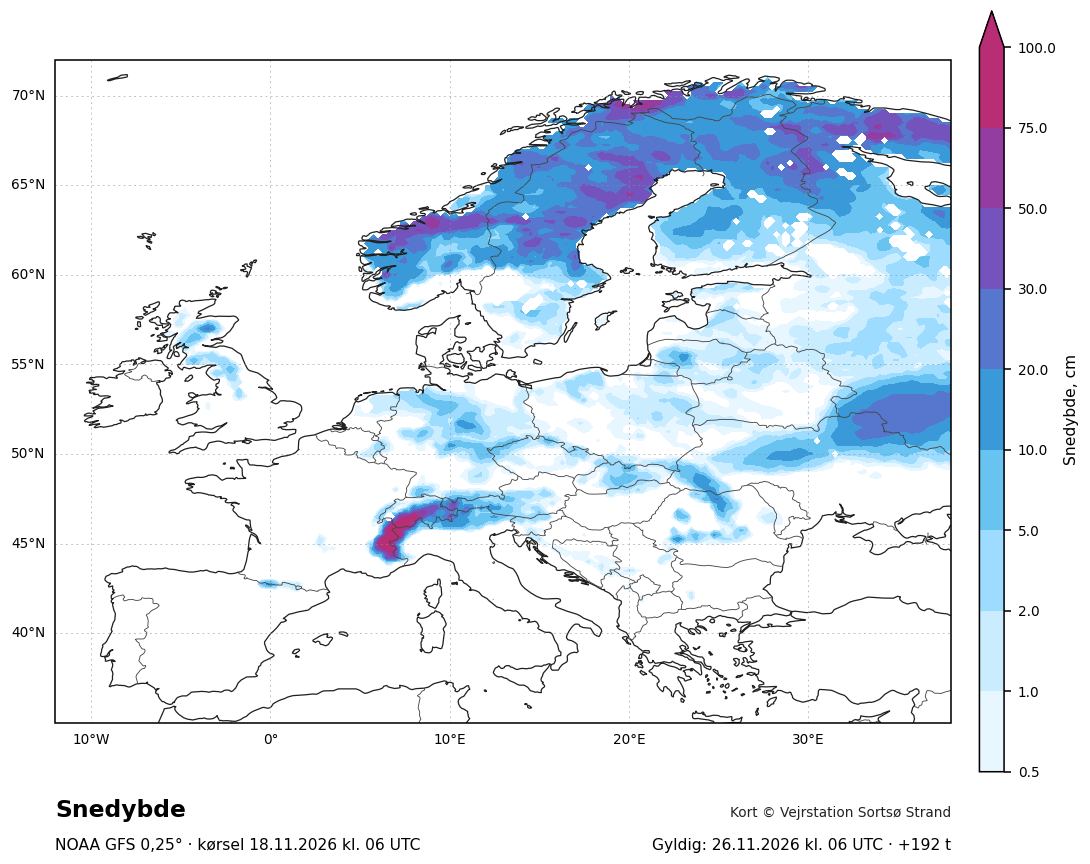 70°N
65°N
60°N
55°N
50°N
45°N
40°N
10°W 0° 10°E 20°E 30°E
100.0
75.0
50.0
30.0
20.0
10.0
5.0
2.0
1.0
0.5
Snedybde, cm
Snedybde
Kort © Vejrstation Sortsø Strand
NOAA GFS 0,25° · kørsel 18.11.2026 kl. 06 UTC
Gyldig: 26.11.2026 kl. 06 UTC · +192 t